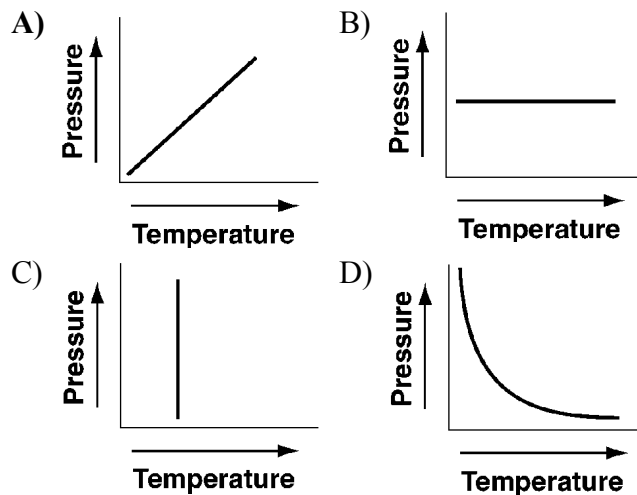 A)
Pressure
Temperature
B)
Pressure
Temperature
C)
Pressure
Temperature
D)
Pressure
Temperature